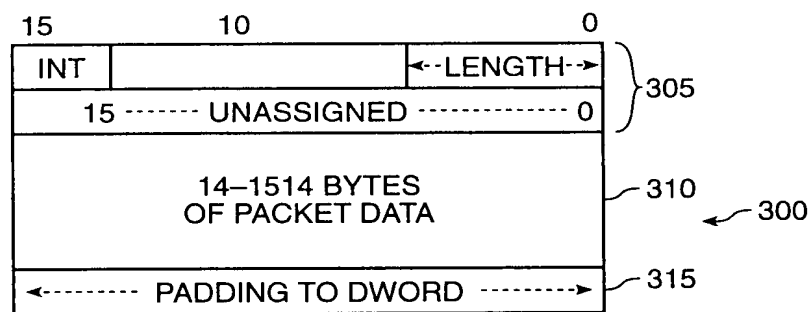 15 10 0
INT LENGTH 305
15 UNASSIGNED 0
14–1514 BYTES
OF PACKET DATA
310
300
PADDING TO DWORD 315